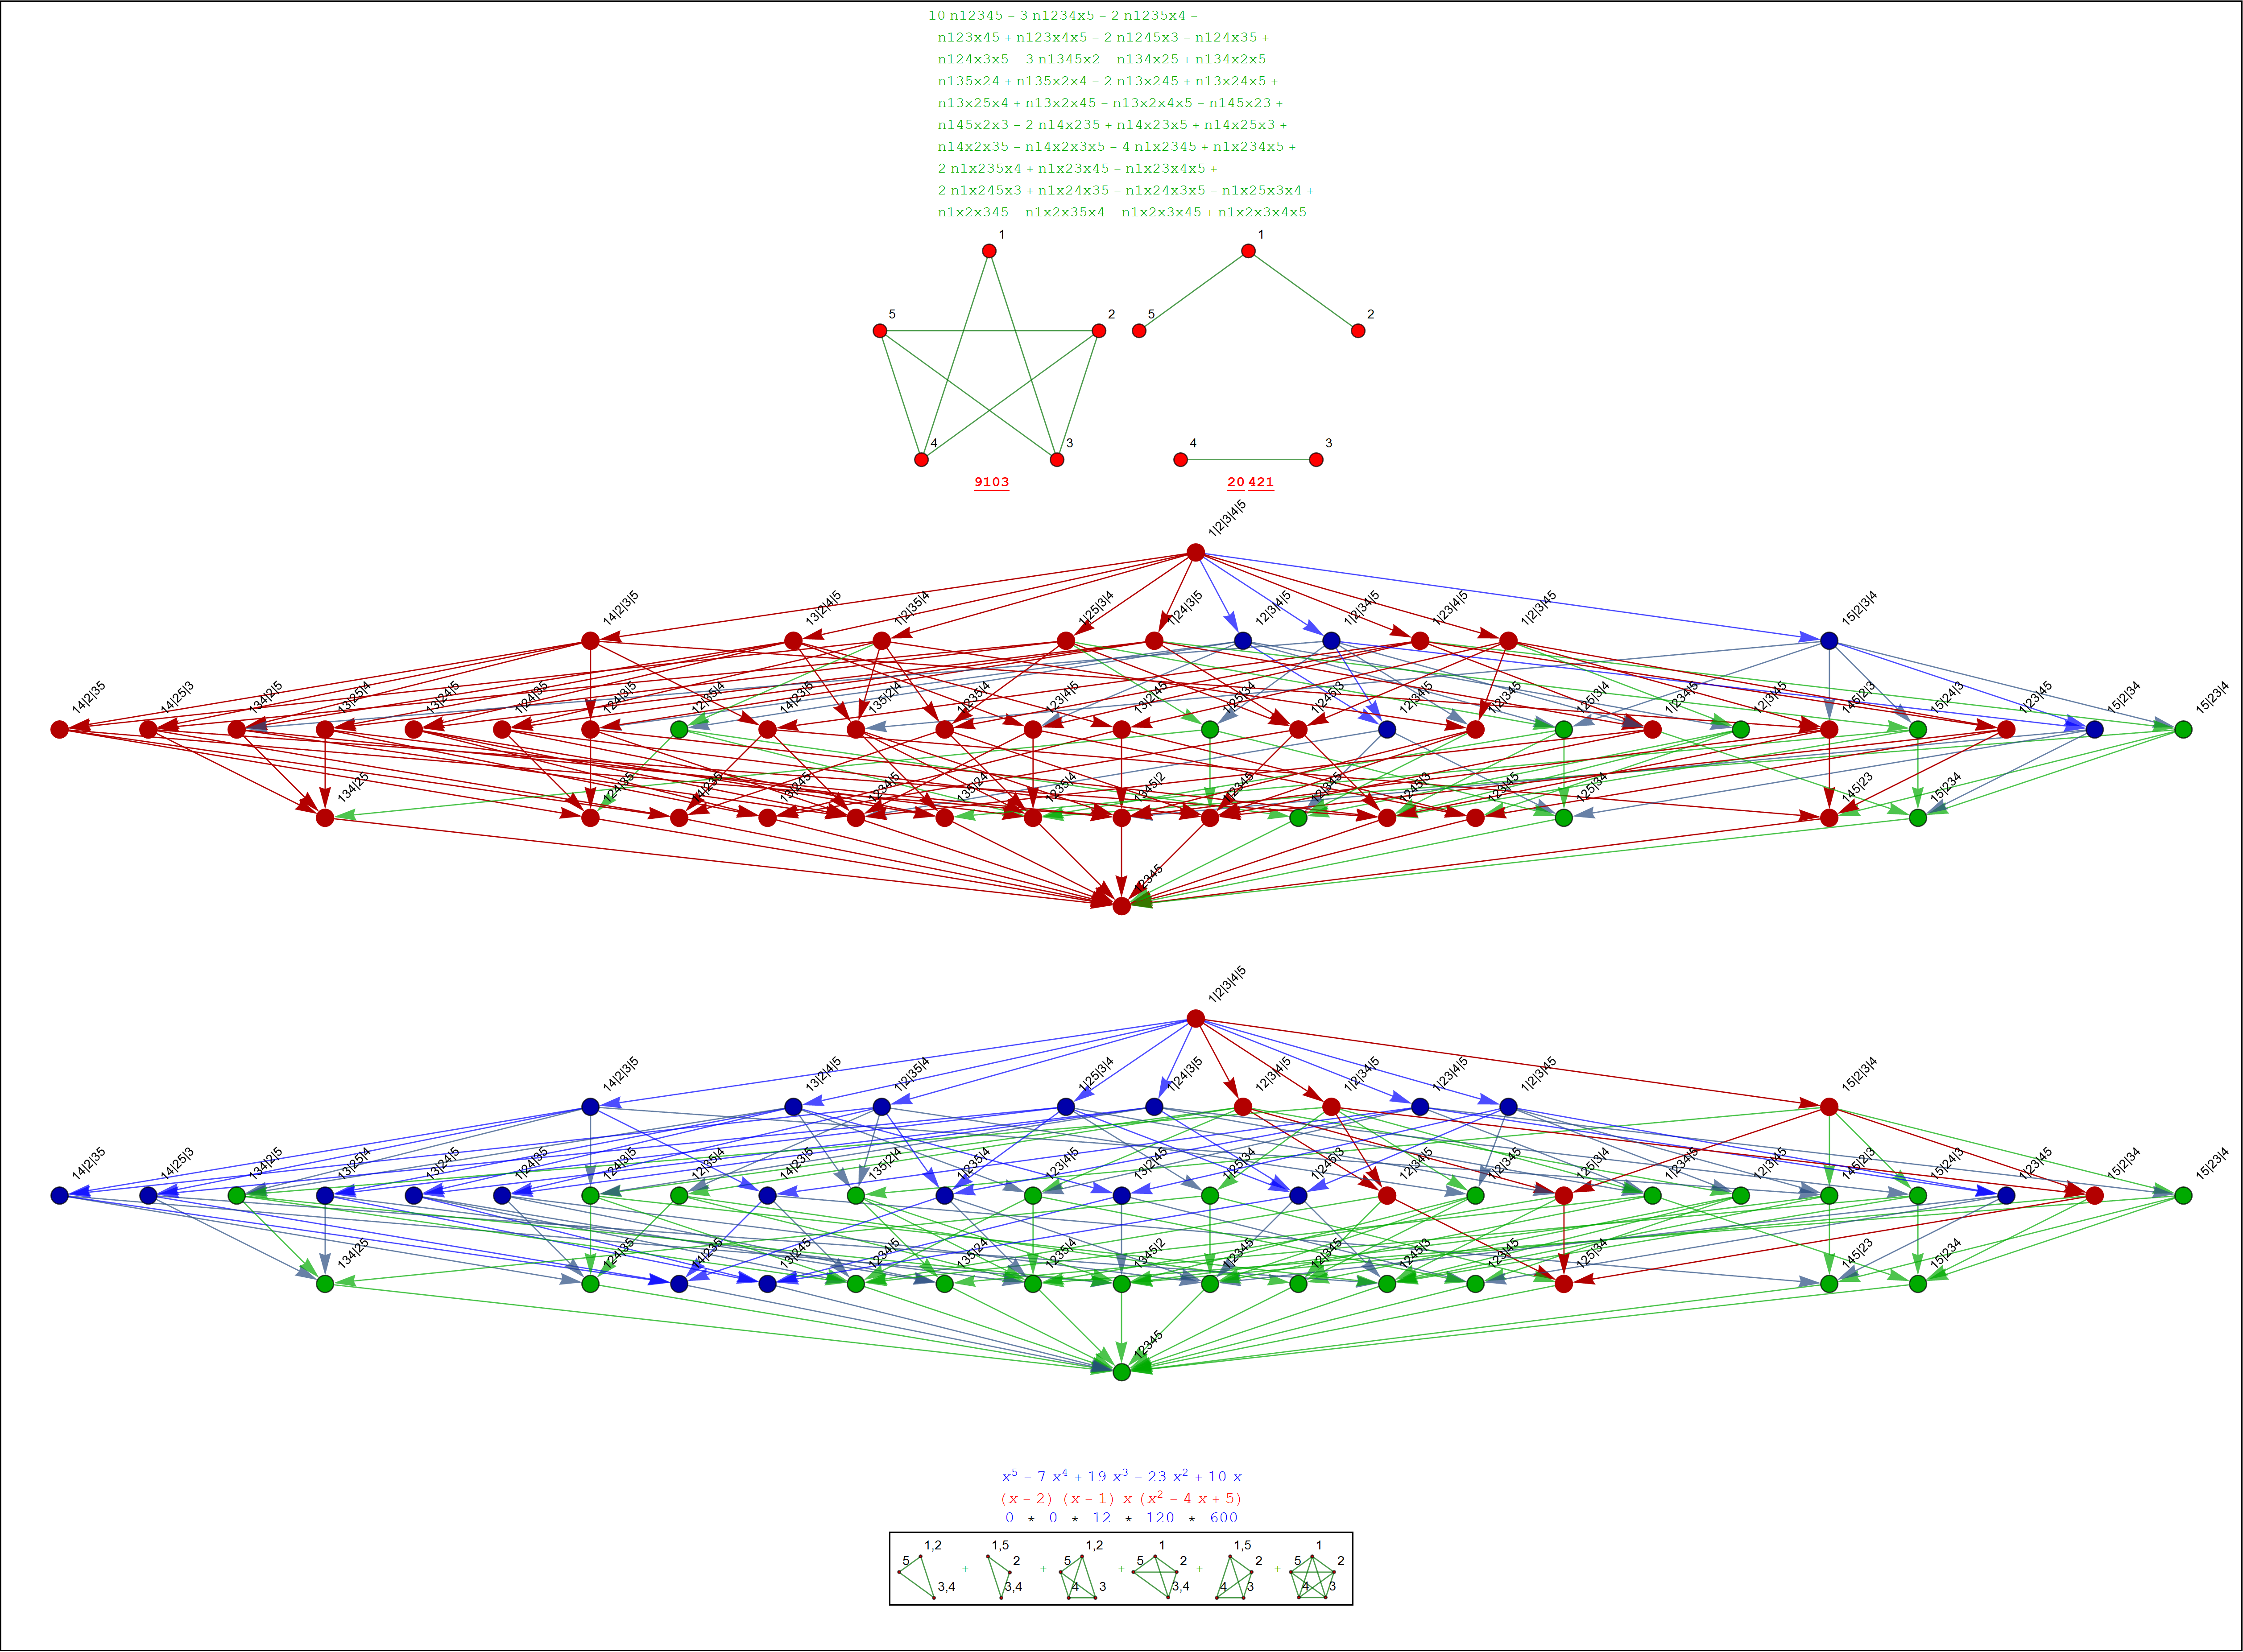 10 n12345 − 3 n1234x5 − 2 n1235x4 −
n123x45 + n123x4x5 − 2 n1245x3 − n124x35 +
n124x3x5 − 3 n1345x2 − n134x25 + n134x2x5 −
n135x24 + n135x2x4 − 2 n13x245 + n13x24x5 +
n13x25x4 + n13x2x45 − n13x2x4x5 − n145x23 +
n145x2x3 − 2 n14x235 + n14x23x5 + n14x25x3 +
n14x2x35 − n14x2x3x5 − 4 n1x2345 + n1x234x5 +
2 n1x235x4 + n1x23x45 − n1x23x4x5 +
2 n1x245x3 + n1x24x35 − n1x24x3x5 − n1x25x3x4 +
n1x2x345 − n1x2x35x4 − n1x2x3x45 + n1x2x3x4x5
1 1
5 2 5 2
4 3 4 3
9103 20 421
1|2|3|4|5
14|2|3|5 13|2|4|5 1|2|35|4 1|25|3|4 1|24|3|5 12|3|4|5 1|2|34|5 1|23|4|5 1|2|3|45 15|2|3|4
14|2|35 14|25|3 134|2|5 13|25|4 13|24|5 1|24|35 124|3|5 12|35|4 14|23|5 135|2|4 1|235|4 123|4|5 13|2|45 1|25|34 1|245|3 12|34|5 1|2|345 125|3|4 1|234|5 12|3|45 145|2|3 15|24|3 1|23|45 15|2|34 15|23|4
134|25 124|35 14|235 13|245 1234|5 135|24 1235|4 1345|2 1|2345 12|345 1245|3 123|45 125|34 145|23 15|234
12345
1|2|3|4|5
14|2|3|5 13|2|4|5 1|2|35|4 1|25|3|4 1|24|3|5 12|3|4|5 1|2|34|5 1|23|4|5 1|2|3|45 15|2|3|4
14|2|35 14|25|3 134|2|5 13|25|4 13|24|5 1|24|35 124|3|5 12|35|4 14|23|5 135|2|4 1|235|4 123|4|5 13|2|45 1|25|34 1|245|3 12|34|5 1|2|345 125|3|4 1|234|5 12|3|45 145|2|3 15|24|3 1|23|45 15|2|34 15|23|4
134|25 124|35 14|235 13|245 1234|5 135|24 1235|4 1345|2 1|2345 12|345 1245|3 123|45 125|34 145|23 15|234
12345
x⁵ − 7 x⁴ + 19 x³ − 23 x² + 10 x
(x − 2) (x − 1) x (x² − 4 x + 5)
0 * 0 * 12 * 120 * 600
1,2 1,5 1,2 1 1,5 1
5 + 2 + 5 + 5 2 + 2 + 5 2
3,4 3,4 4 3 3,4 4 3 4 3